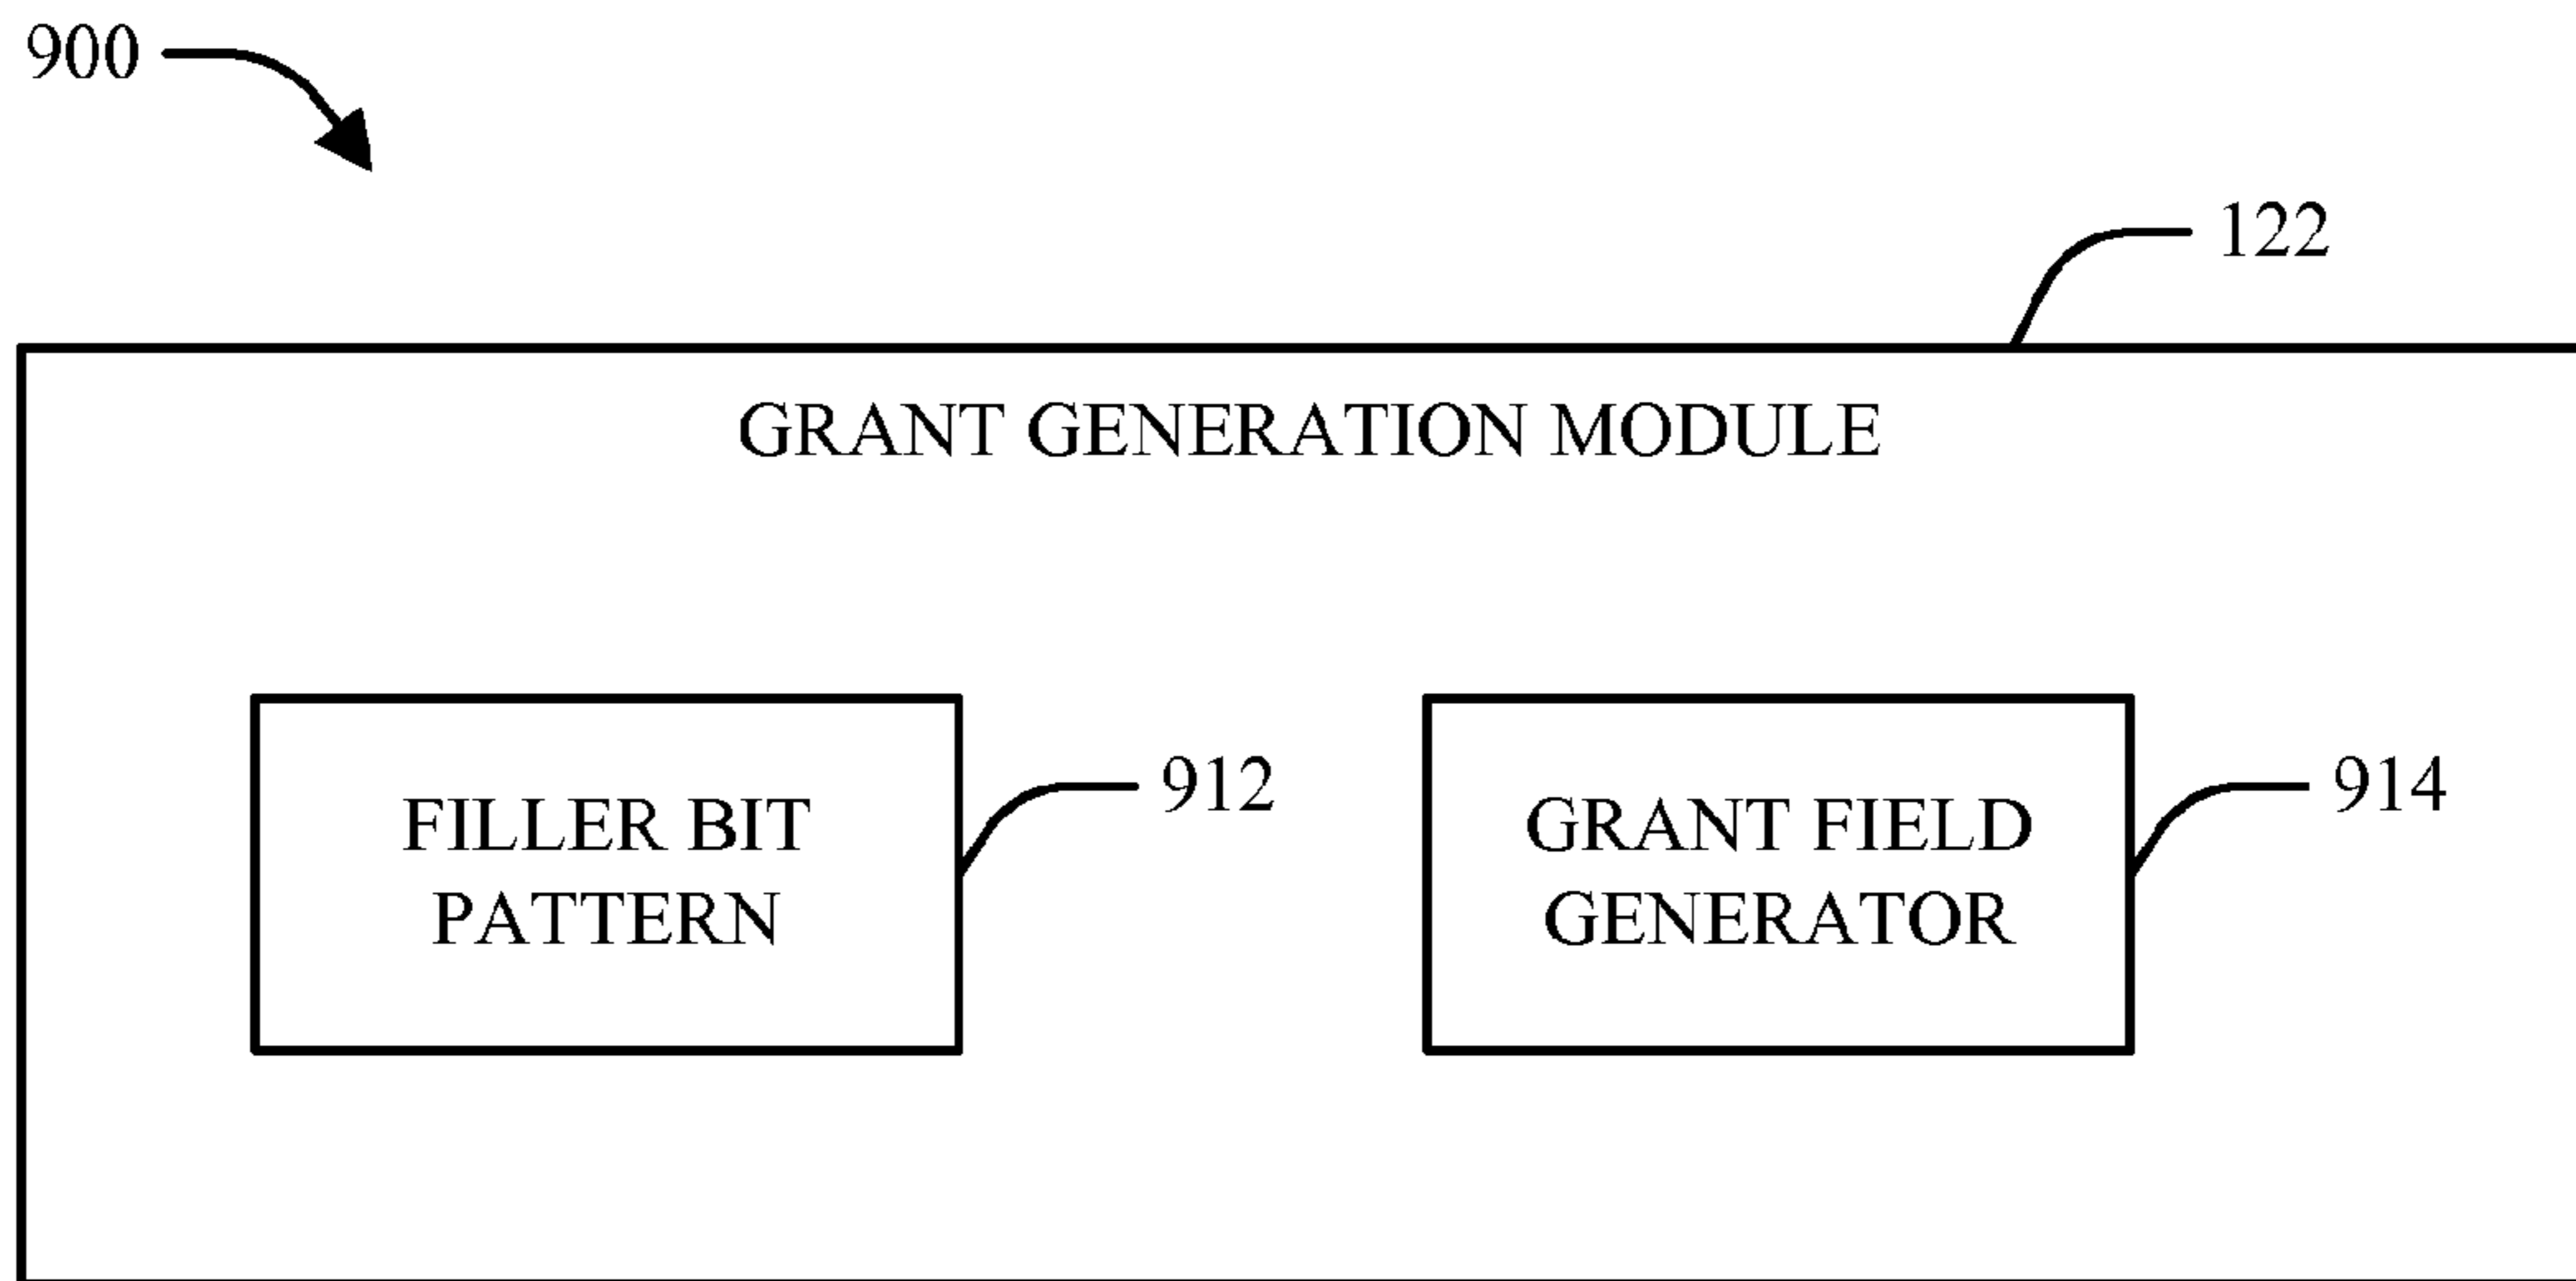 900
122
GRANT GENERATION MODULE
FILLER BIT
PATTERN
912
GRANT FIELD
GENERATOR
914